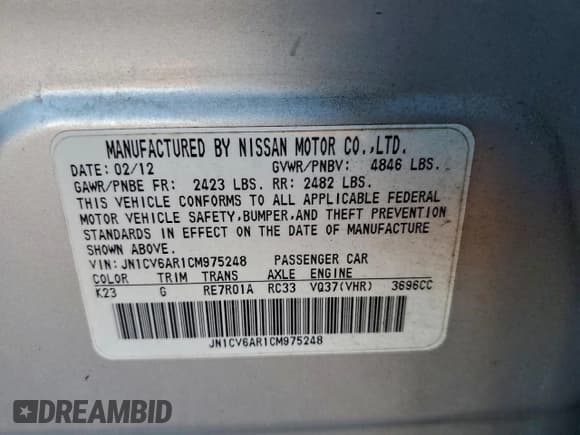 MANUFACTURED BY NISSAN MOTOR CO.,LTD.
DATE: 02/12 GVWR/PNBV: 4846 LBS.
GAWR/PNBE FR: 2423 LBS. RR: 2482 LBS.
THIS VEHICLE CONFORMS TO ALL APPLICABLE FEDERAL
MOTOR VEHICLE SAFETY,BUMPER,AND THEFT PREVENTION
STANDARDS IN EFFECT ON THE DATE OF MANUFACTURE
SHOWN ABOVE.
VIN: JN1CV6AR1CM975248 PASSENGER CAR
COLOR TRIM TRANS AXLE ENGINE
K23 G RE7R01A RC33 VQ37(VHR) 3696CC
JN1CV6AR1CM975248
DREAMBID